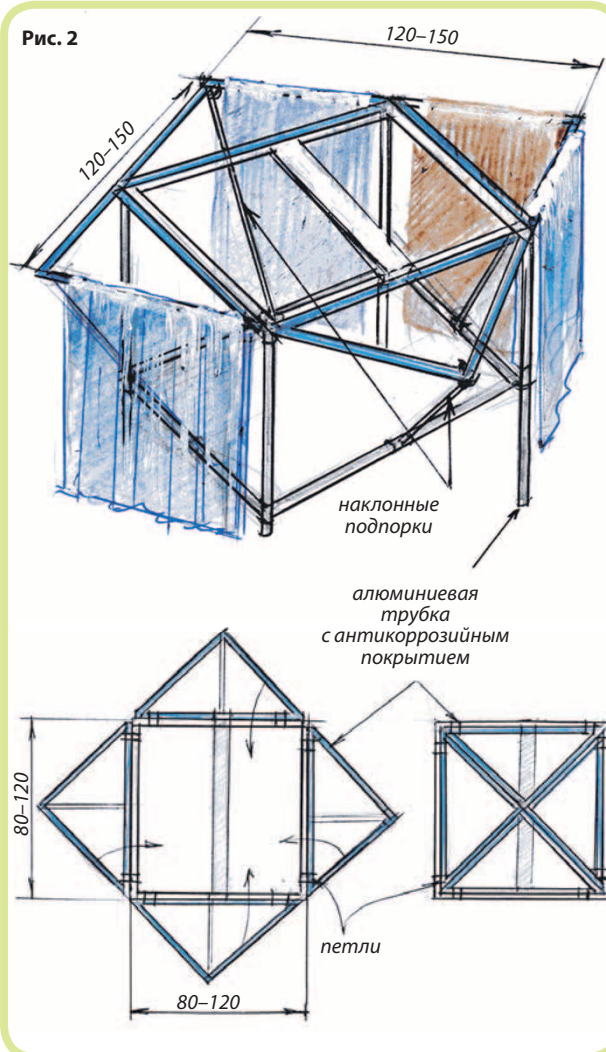 Рис. 2
120–150
120–150
наклонные
подпорки
алюминиевая
трубка
с антикоррозийным
покрытием
80–120
петли
80–120